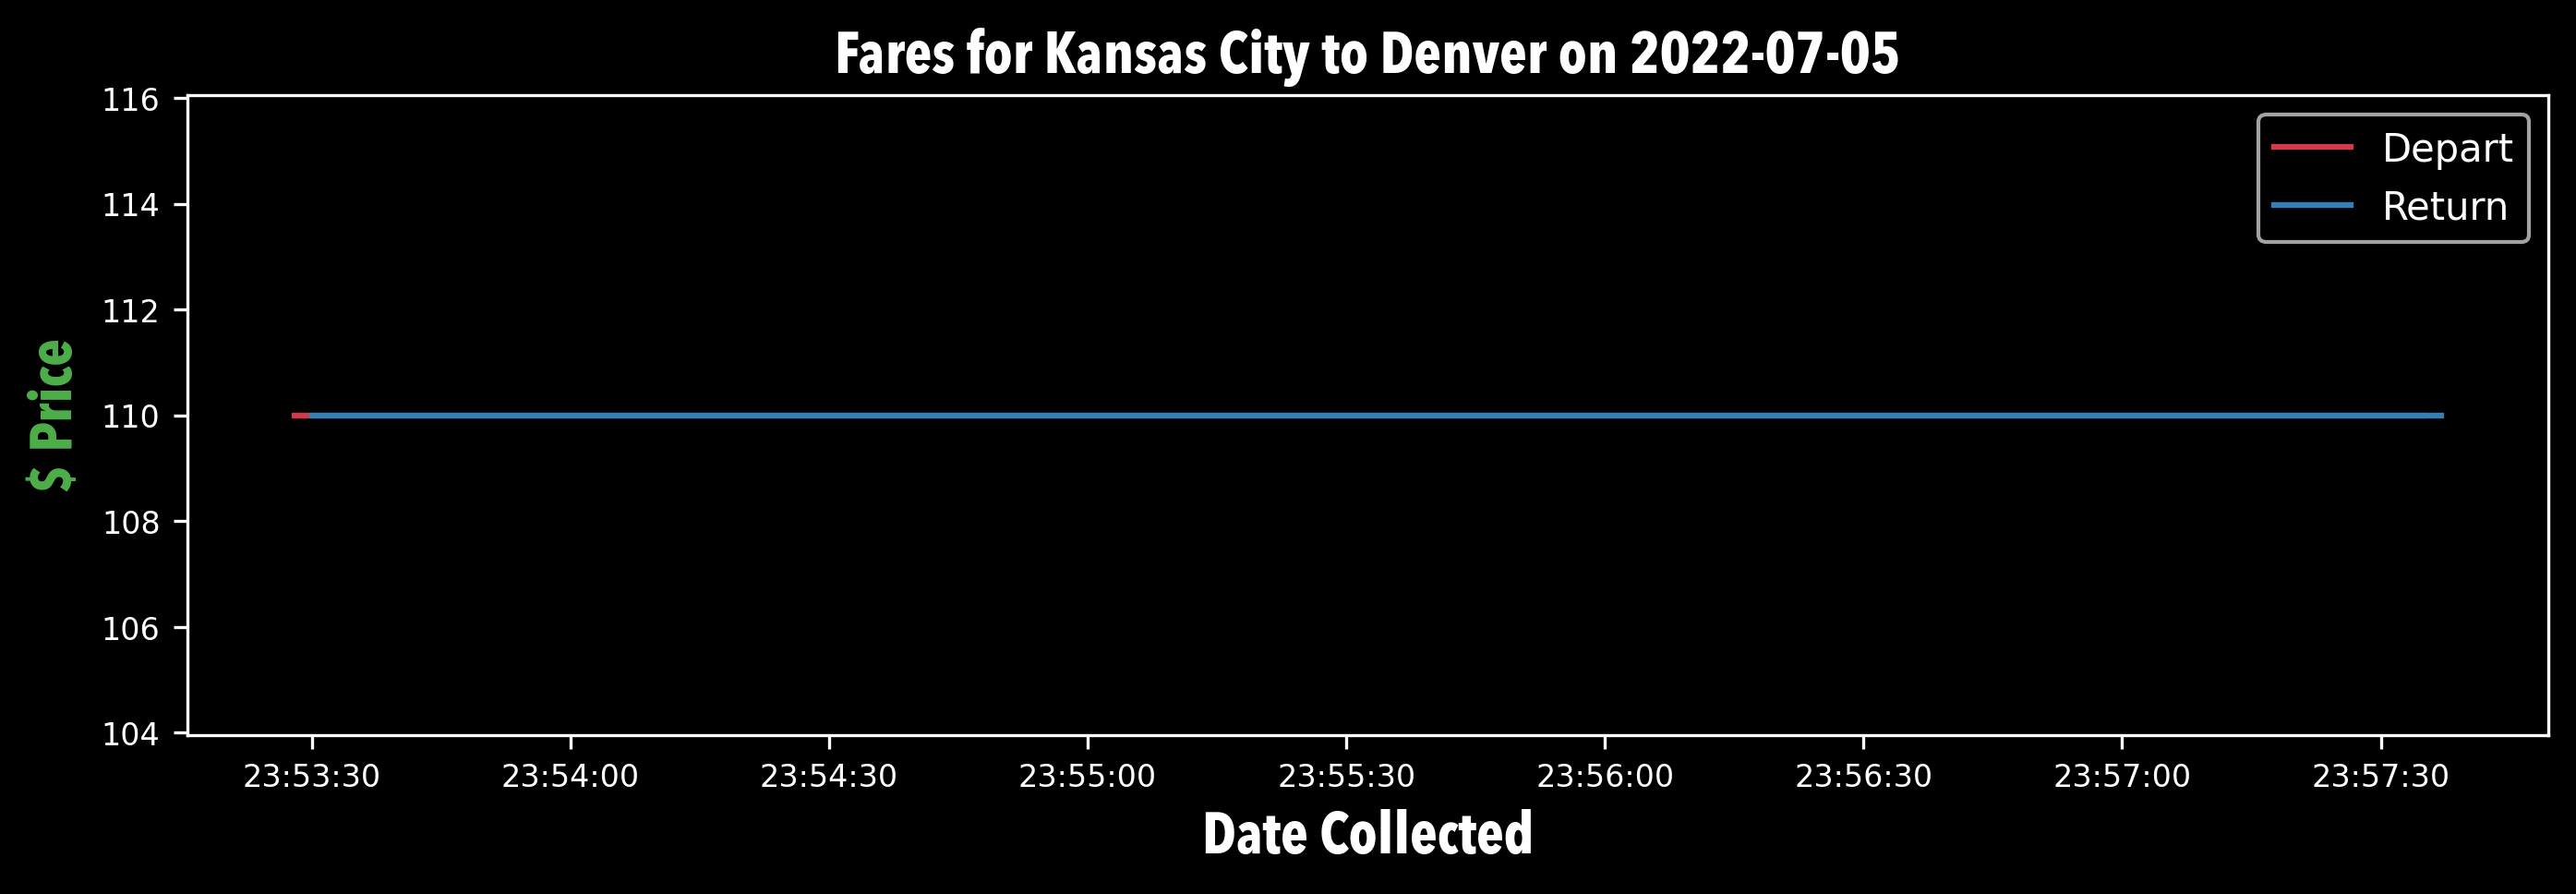 Fares for Kansas City to Denver on 2022-07-05
116
114
112
110
108
106
104
$ Price
Depart
Return
23:53:30 23:54:00 23:54:30 23:55:00 23:55:30 23:56:00 23:56:30 23:57:00 23:57:30
Date Collected